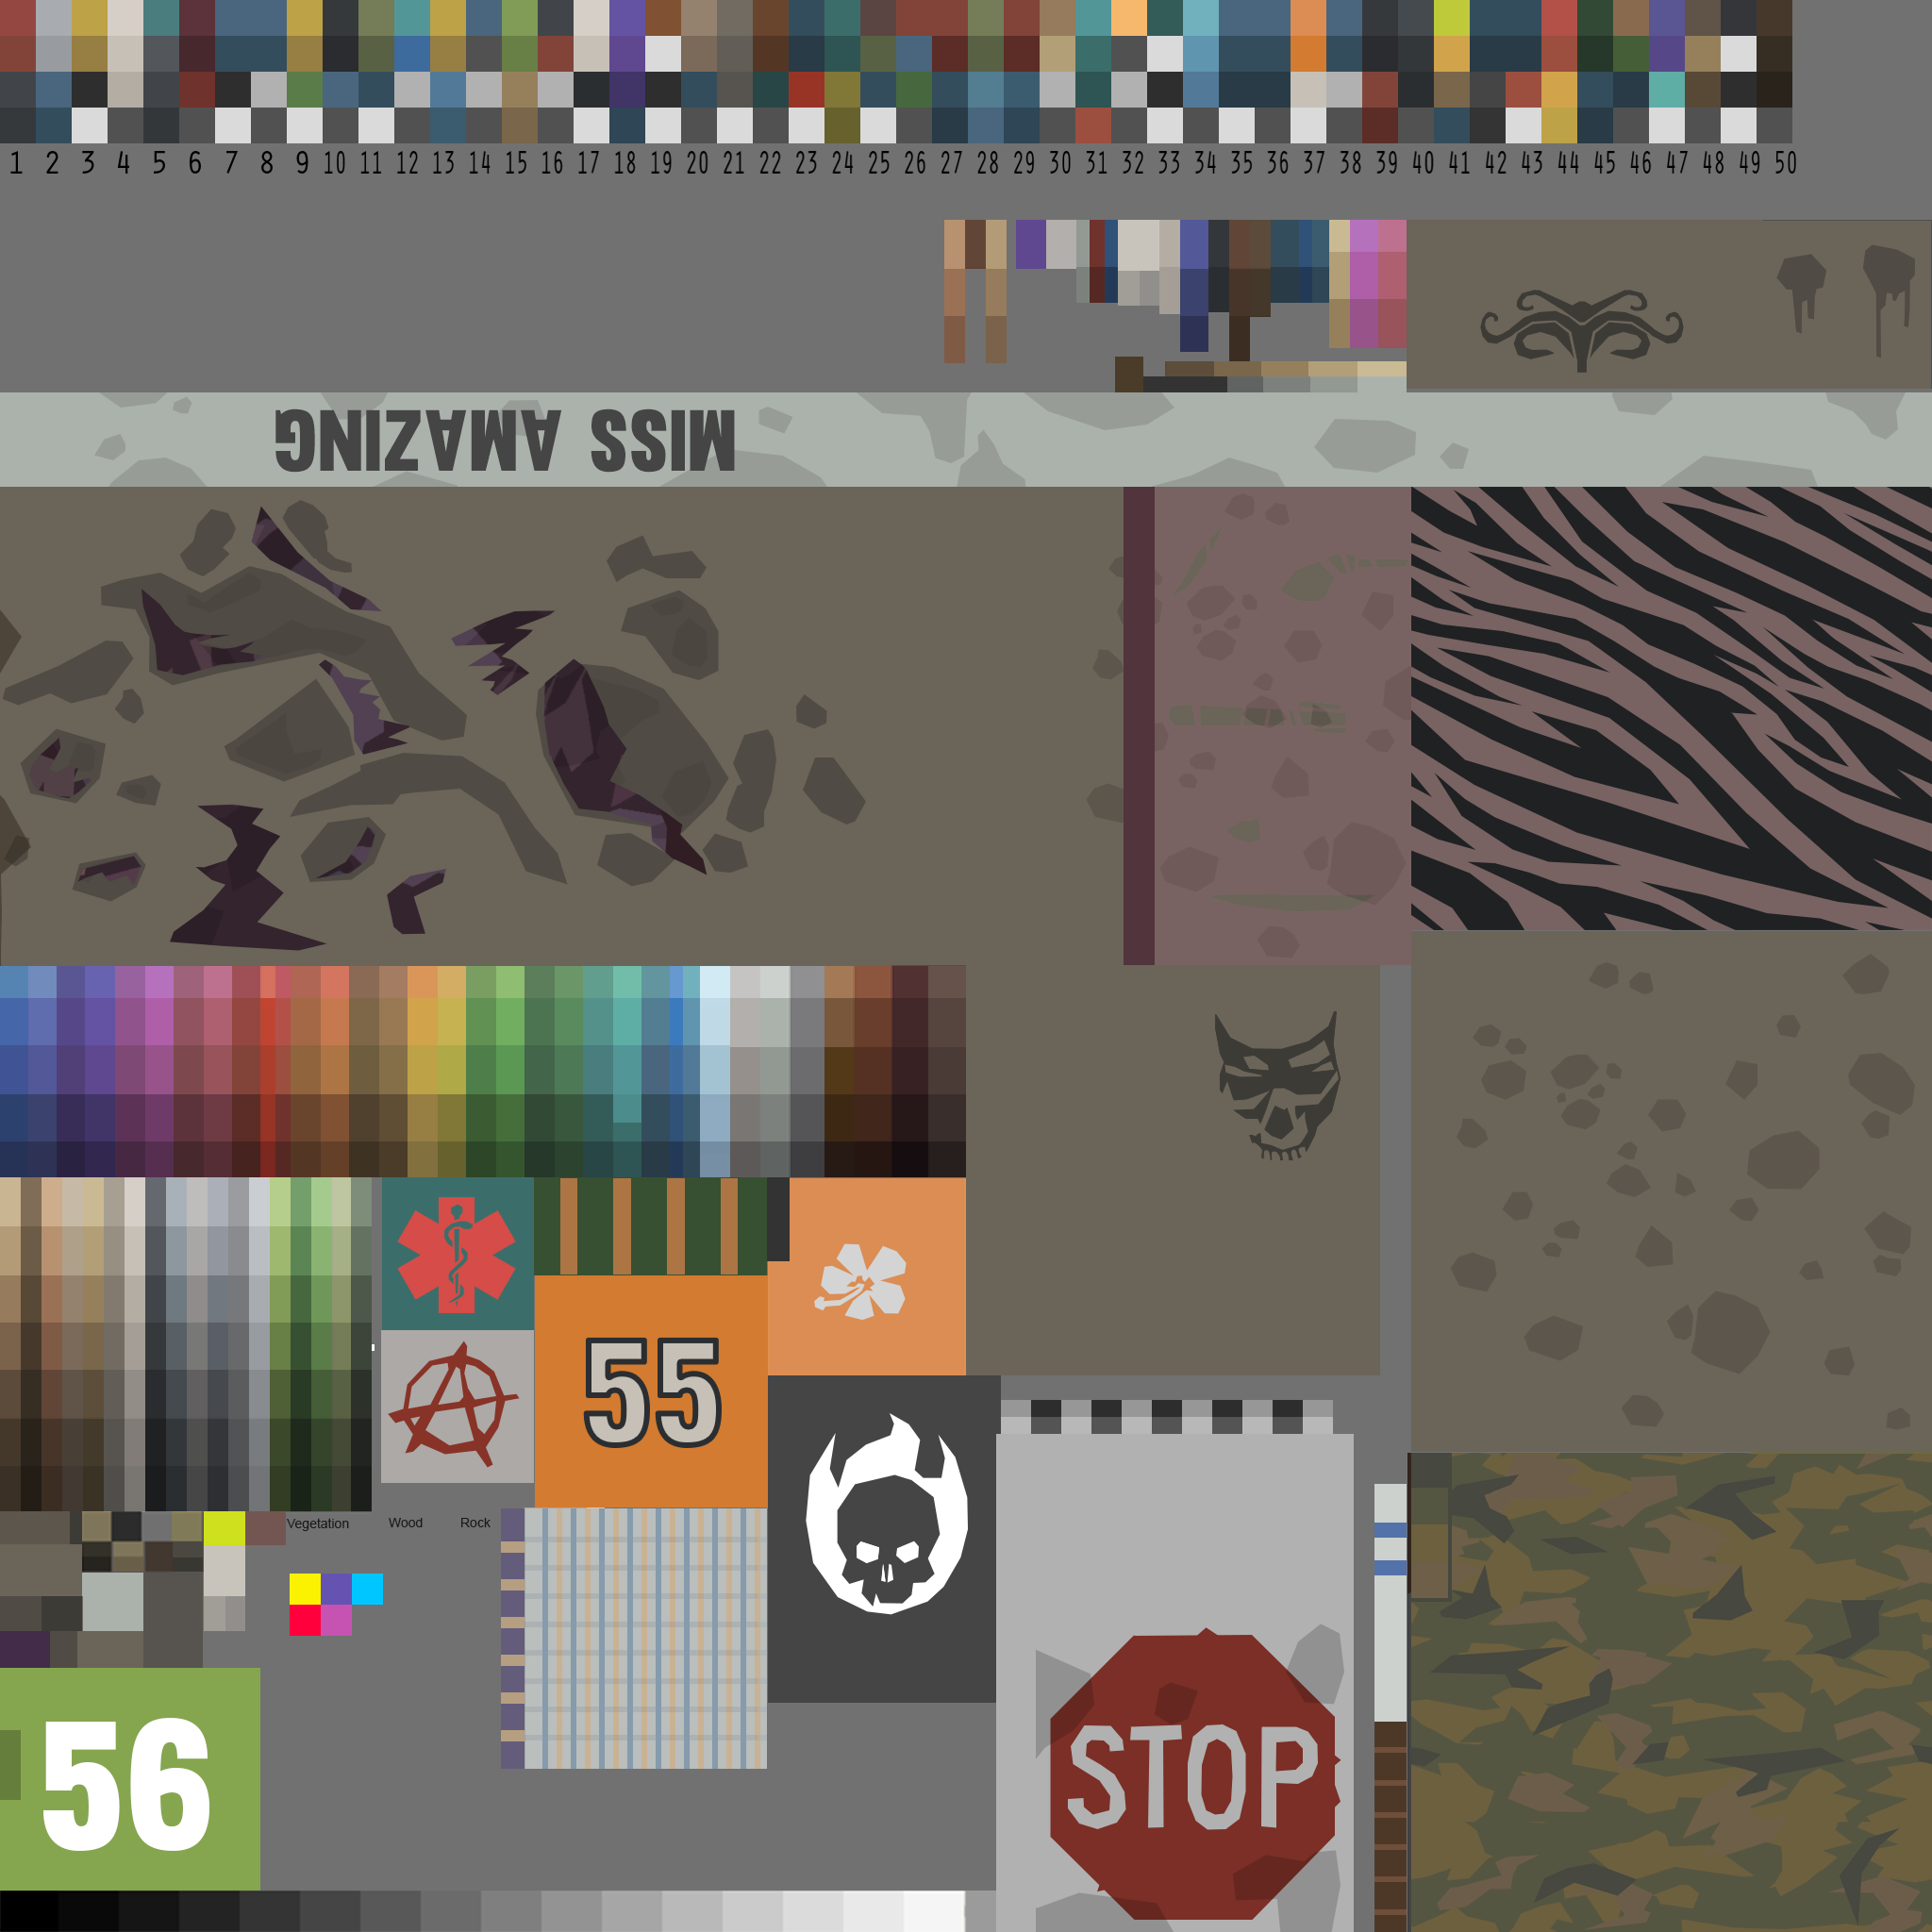 1 2 3 4 5 6 7 8 9 10 11 12 13 14 15 16 17 18 19 20 21 22 23 24 25 26 27 28 29 30 31 32 33 34 35 36 37 38 39 40 41 42 43 44 45 46 47 48 49 50
MISS AMAZING
55
Vegetation Wood Rock
STOP
56